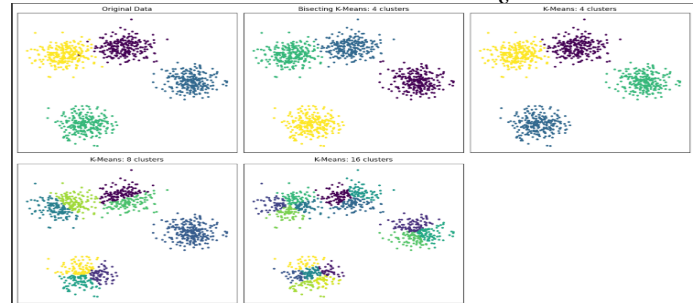 Original Data
Bisecting K-Means: 4 clusters
K-Means: 4 clusters
K-Means: 8 clusters
K-Means: 16 clusters